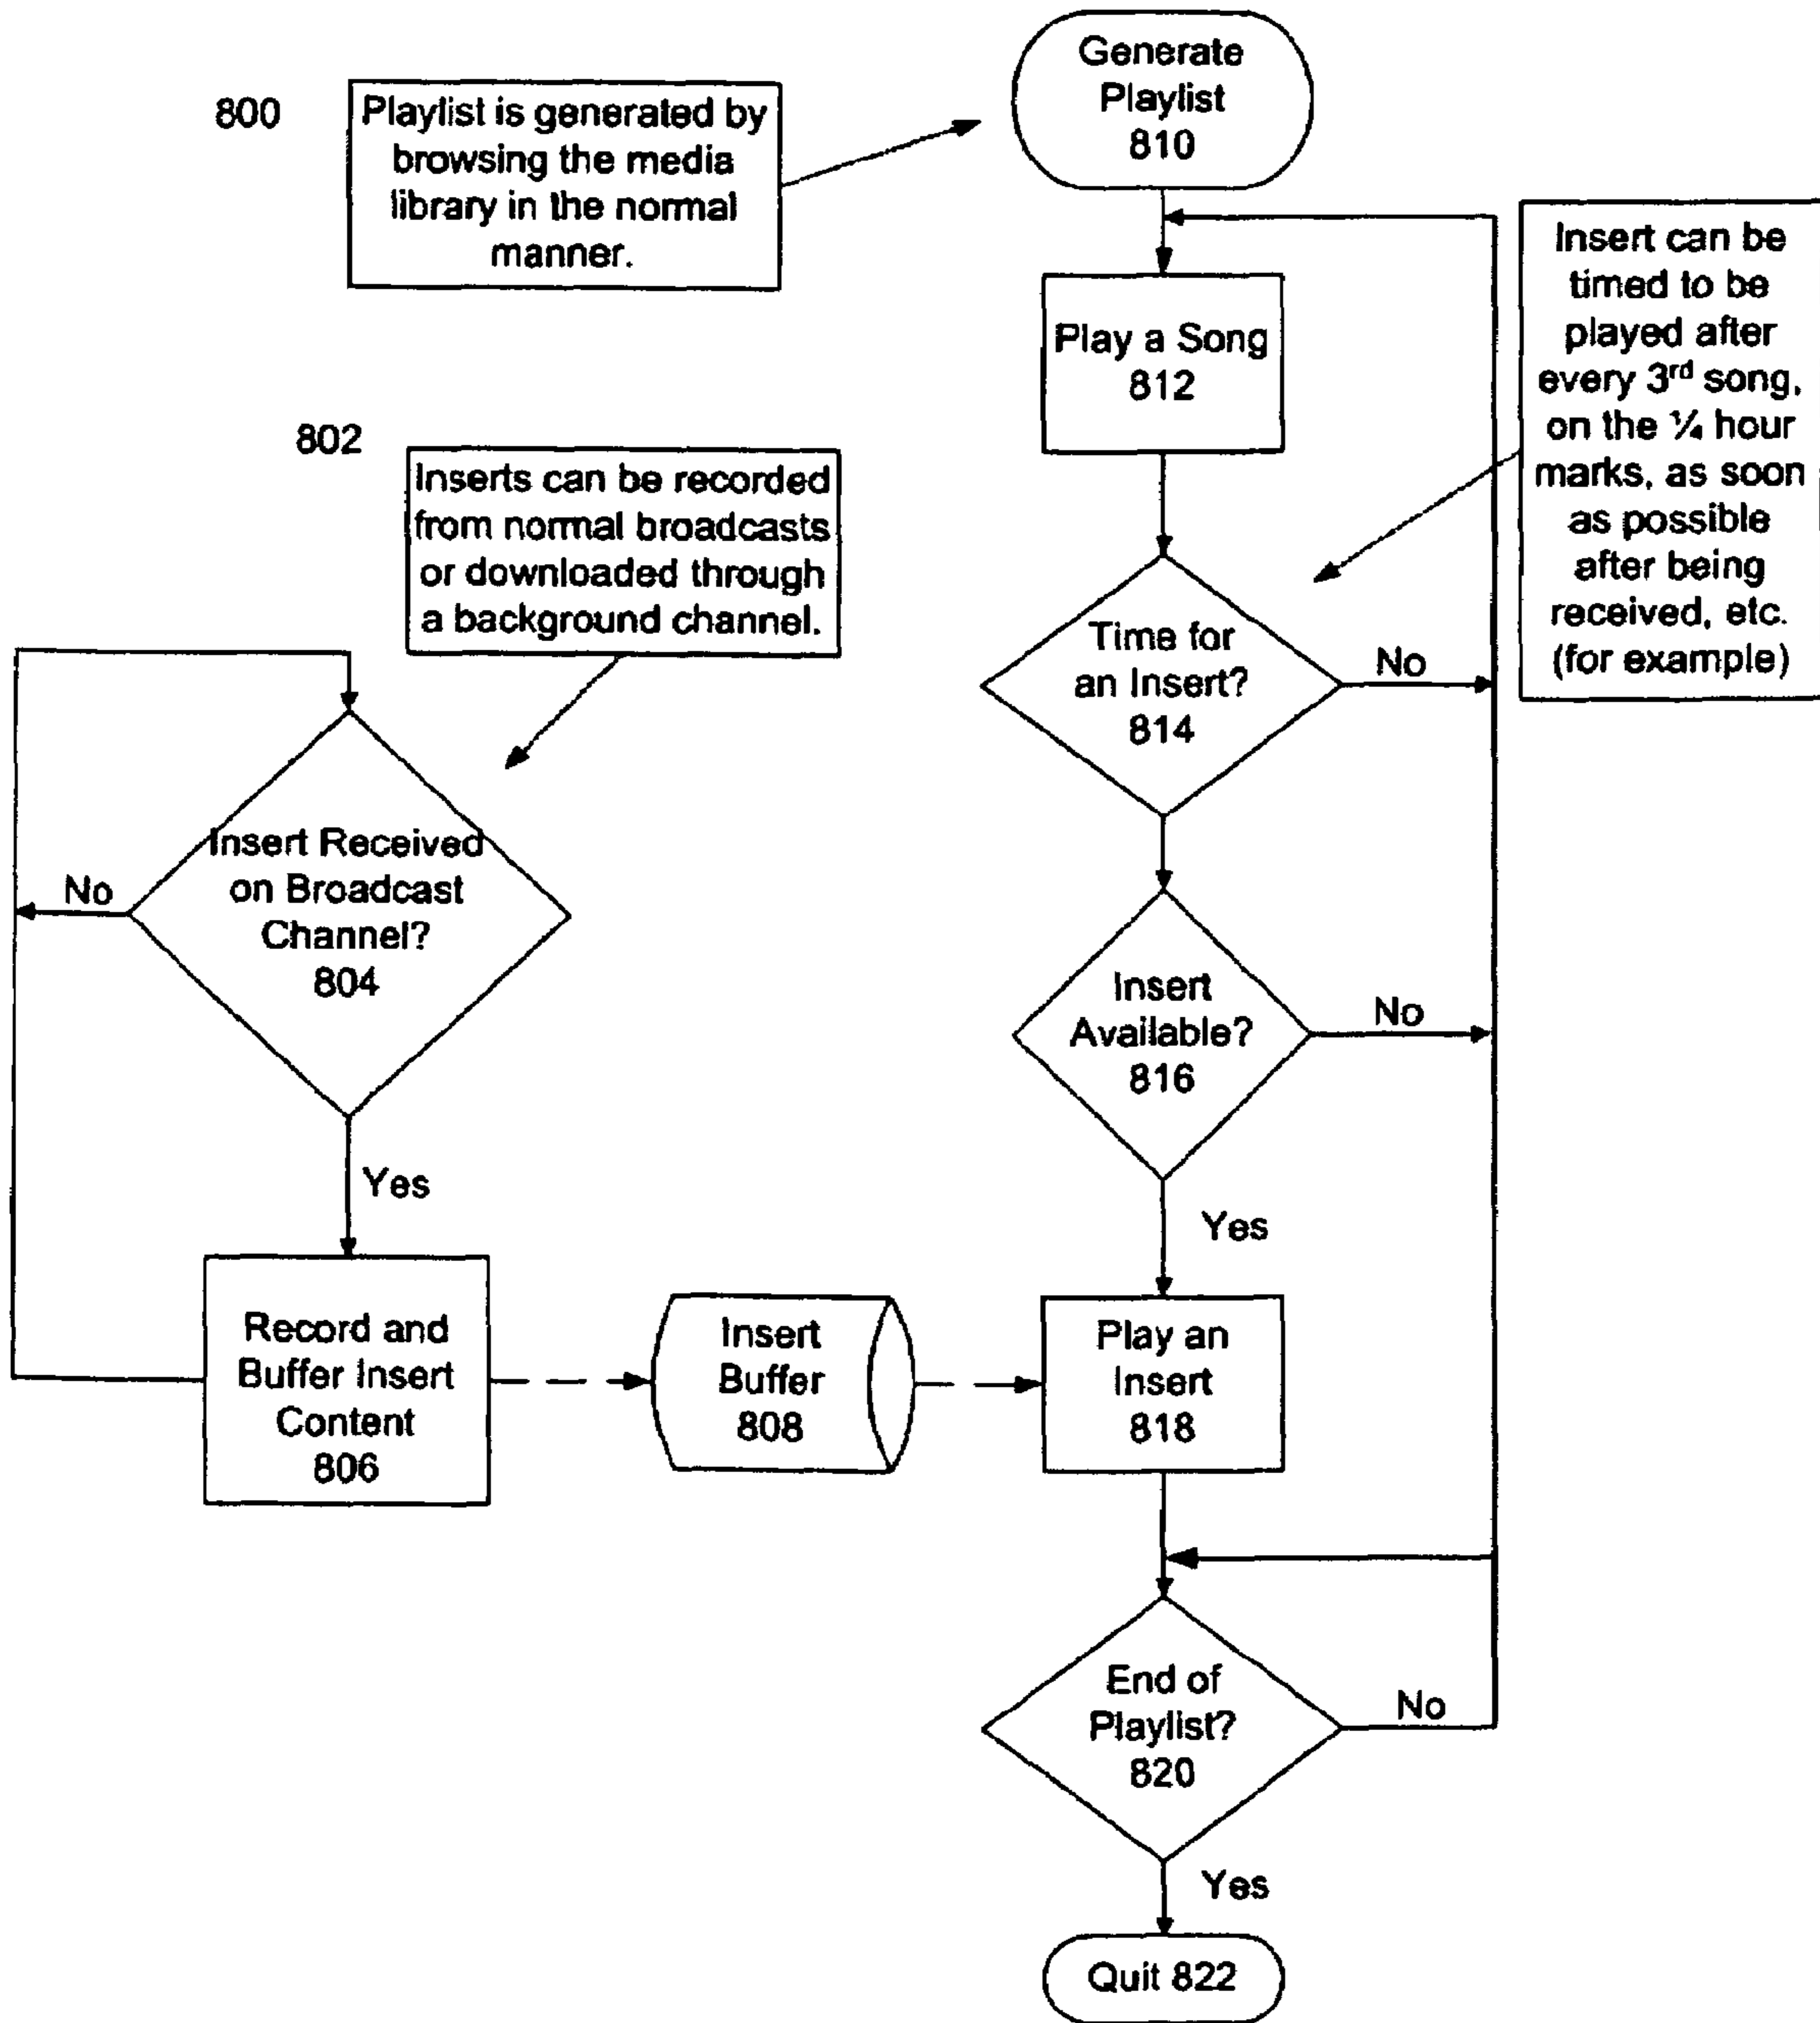 Generate
Playlist
810
800
Playlist is generated by
browsing the media
library in the normal
manner.
Insert can be
timed to be
played after
every 3rd song,
on the ¼ hour
marks, as soon
as possible
after being
received, etc.
(for example)
Play a Song
812
802
Inserts can be recorded
from normal broadcasts
or downloaded through
a background channel.
Time for
an Insert?
814
No
Insert Received
on Broadcast
Channel?
804
No
Insert
Available?
816
No
Yes
Yes
Record and
Buffer Insert
Content
806
Insert
Buffer
808
Play an
Insert
818
End of
Playlist?
820
No
Yes
Quit 822